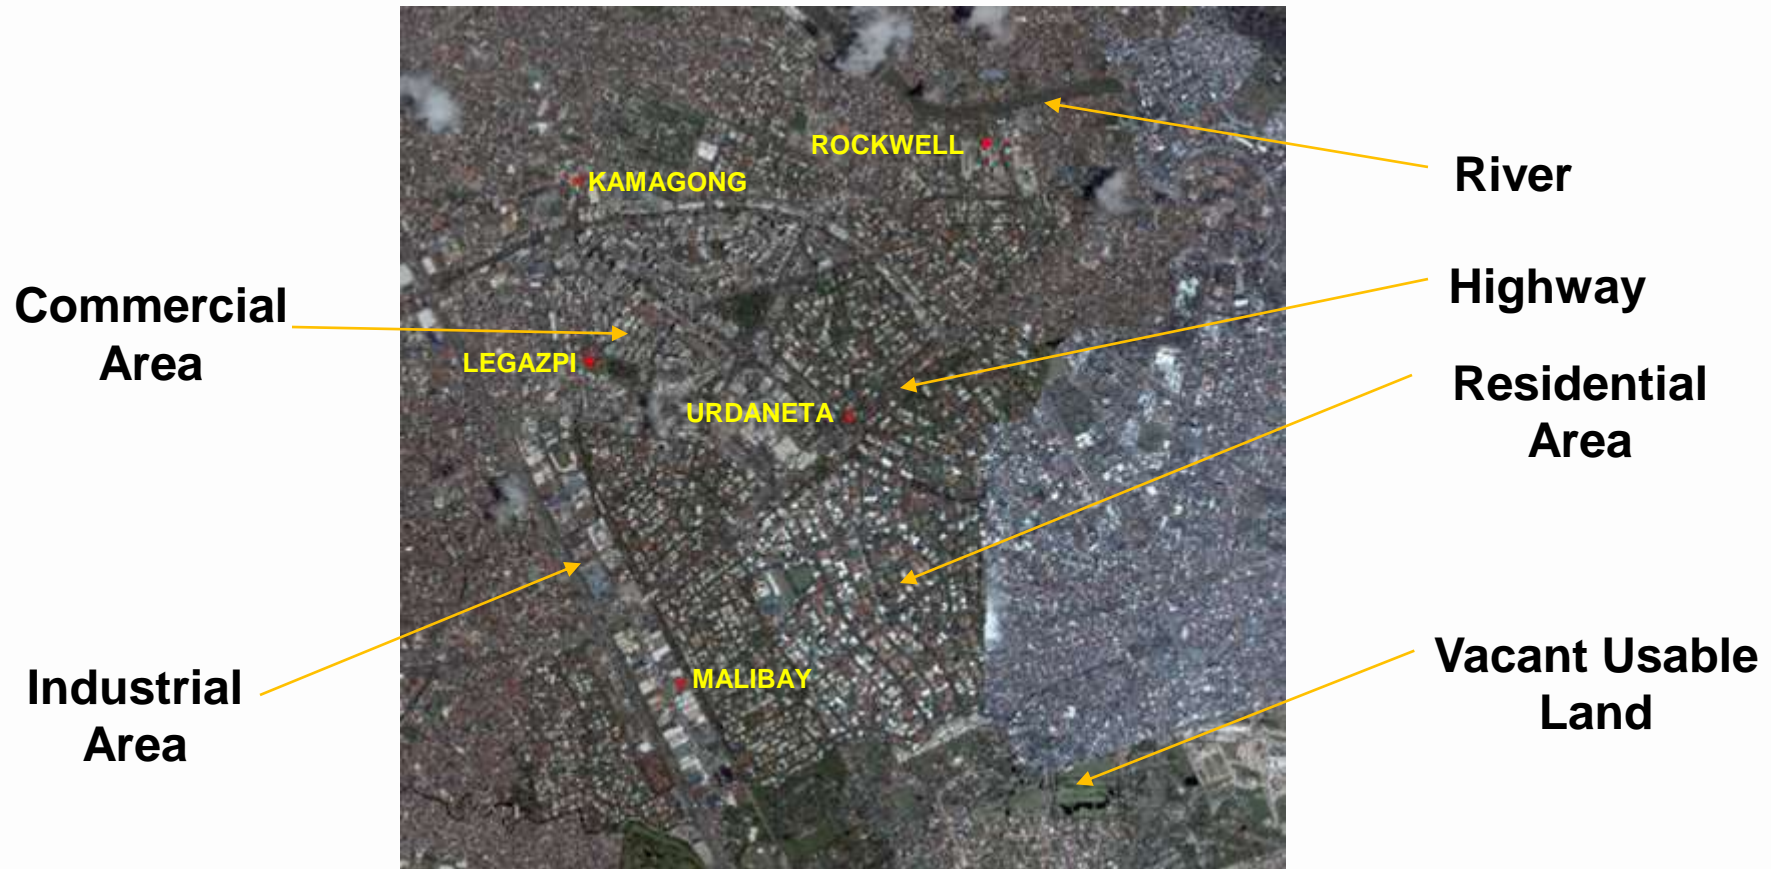 ROCKWELL
River
KAMAGONG
Highway
Commercial
Area
LEGAZPI
Residential
Area
URDANETA
Industrial
Area
MALIBAY
Vacant Usable
Land